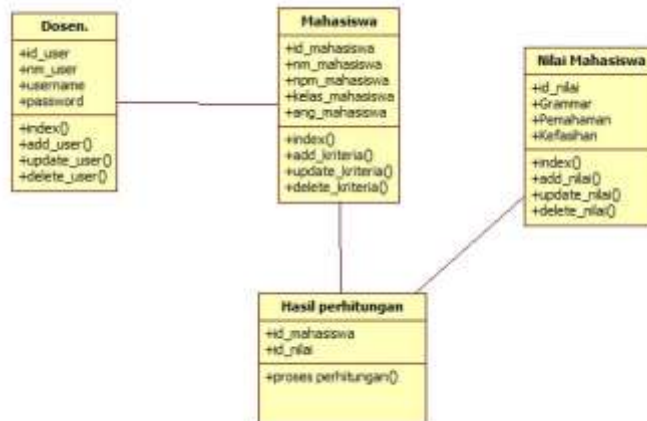 Dosen.
+id_user
+nm_user
+username
+password
+index()
+add_user()
+update_user()
+delete_user()
Mahasiswa
+id_mahasiswa
+nm_mahasiswa
+npm_mahasiswa
+kelas_mahasiswa
+ang_mahasiswa
+index()
+add_kriteria()
+update_kriteria()
+delete_kriteria()
Nilai Mahasiswa
+id_nilai
+Grammar
+Pemahaman
+Kefasihan
+index()
+add_nilai()
+update_nilai()
+delete_nilai()
Hasil perhitungan
+id_mahasiswa
+id_nilai
+proses perhitungan()